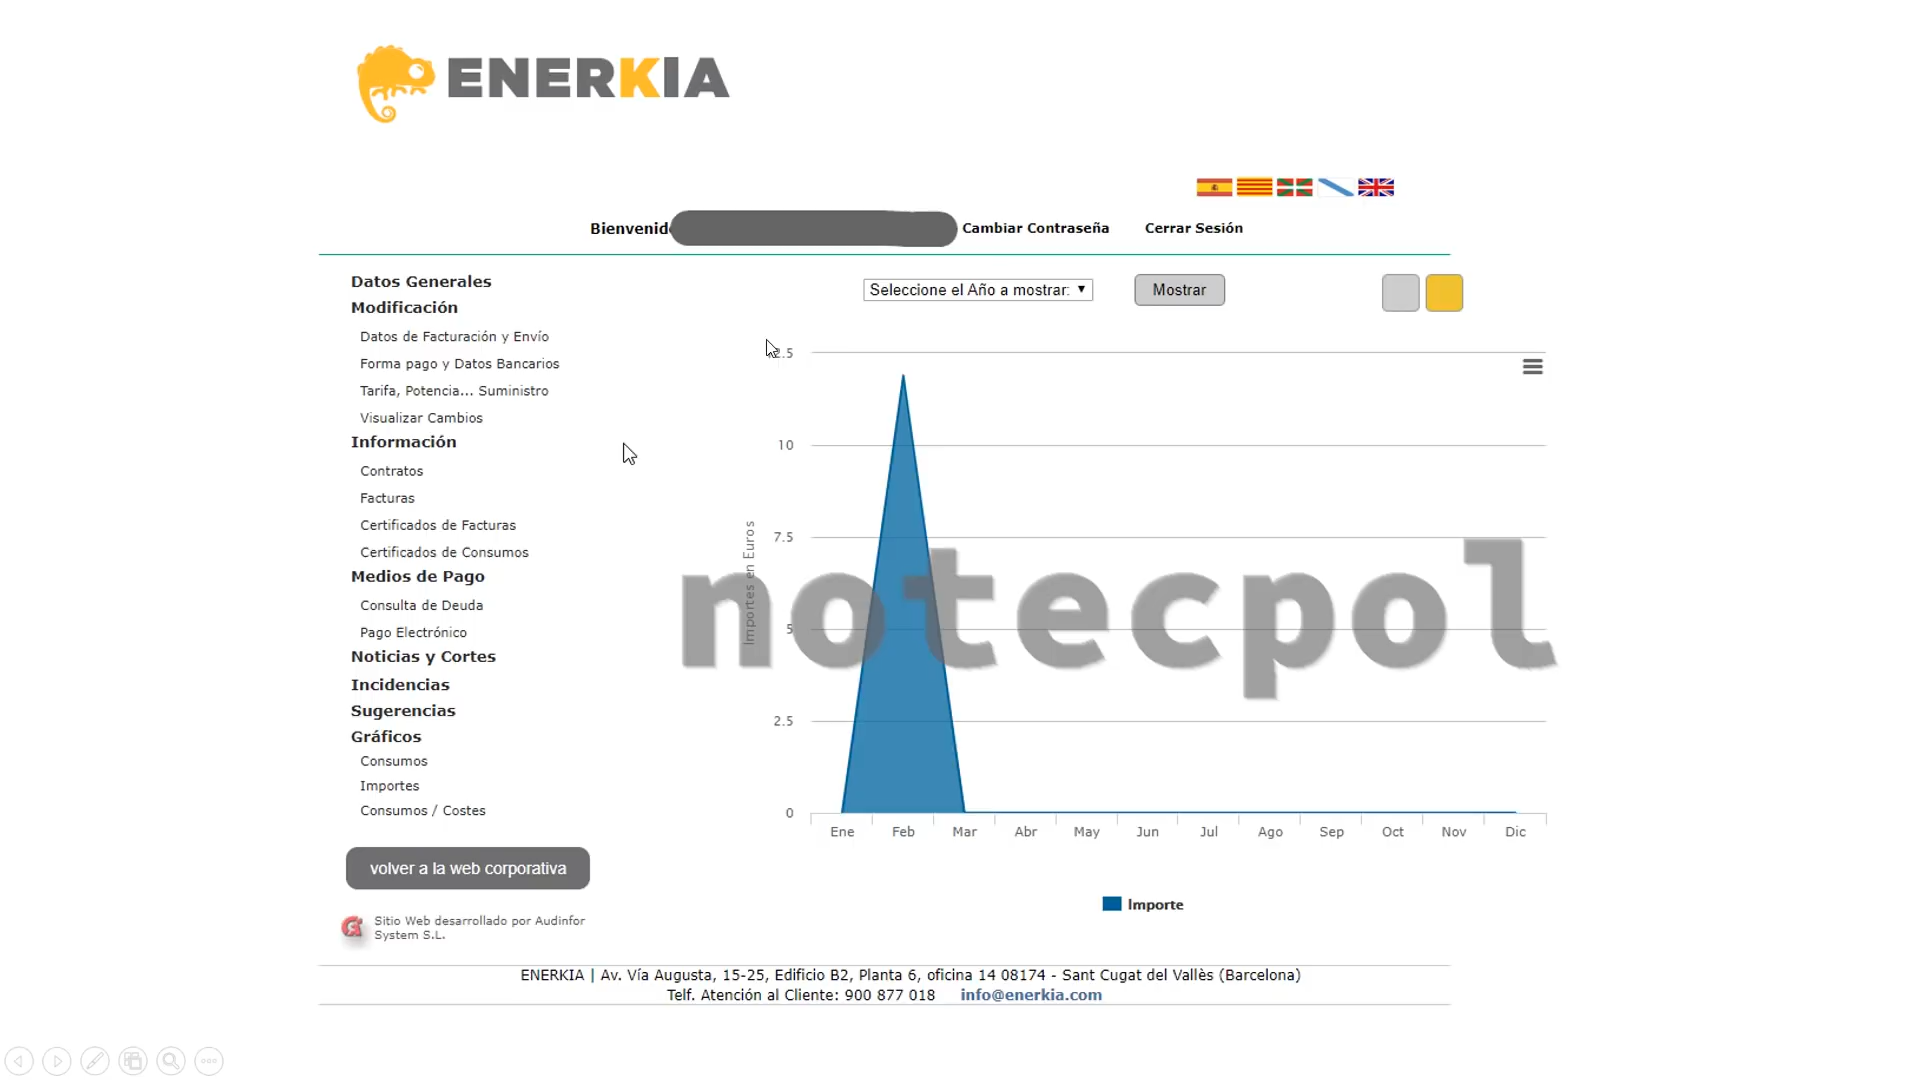 ENERKIA
Bienvenid
Cambiar Contraseña
Cerrar Sesión
Datos Generales
Modificación
Datos de Facturación y Envío
Forma pago y Datos Bancarios
Tarifa, Potencia... Suministro
Visualizar Cambios
Información
Contratos
Facturas
Certificados de Facturas
Certificados de Consumos
Medios de Pago
Consulta de Deuda
Pago Electrónico
Noticias y Cortes
Incidencias
Sugerencias
Gráficos
Consumos
Importes
Consumos / Costes
volver a la web corporativa
Sitio Web desarrollado por Audinfor
System S.L.
Seleccione el Año a mostrar:
Mostrar
2.5
10
7.5
5
2.5
0
Importes en Euros
Ene Feb Mar Abr May Jun Jul Ago Sep Oct Nov Dic
Importe
notecpol
ENERKIA | Av. Vía Augusta, 15-25, Edificio B2, Planta 6, oficina 14 08174 - Sant Cugat del Vallès (Barcelona)
Telf. Atención al Cliente: 900 877 018 info@enerkia.com